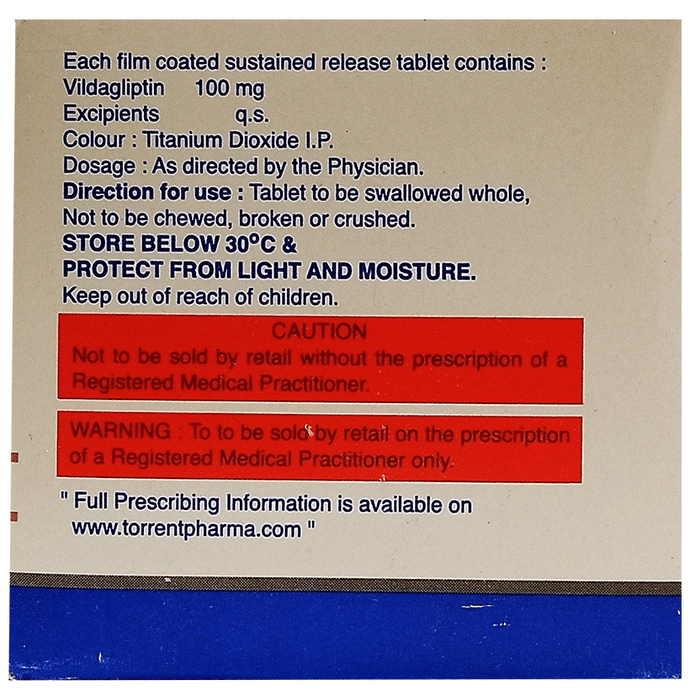 Each film coated sustained release tablet contains :
Vildagliptin 100 mg
Excipients q.s.
Colour : Titanium Dioxide I.P.
Dosage : As directed by the Physician.
Direction for use : Tablet to be swallowed whole,
Not to be chewed, broken or crushed.
STORE BELOW 30°C &
PROTECT FROM LIGHT AND MOISTURE.
Keep out of reach of children.
CAUTION
Not to be sold by retail without the prescription of a
Registered Medical Practitioner.
WARNING : To to be sold by retail on the prescription
of a Registered Medical Practitioner only.
" Full Prescribing Information is available on
www.torrentpharma.com "